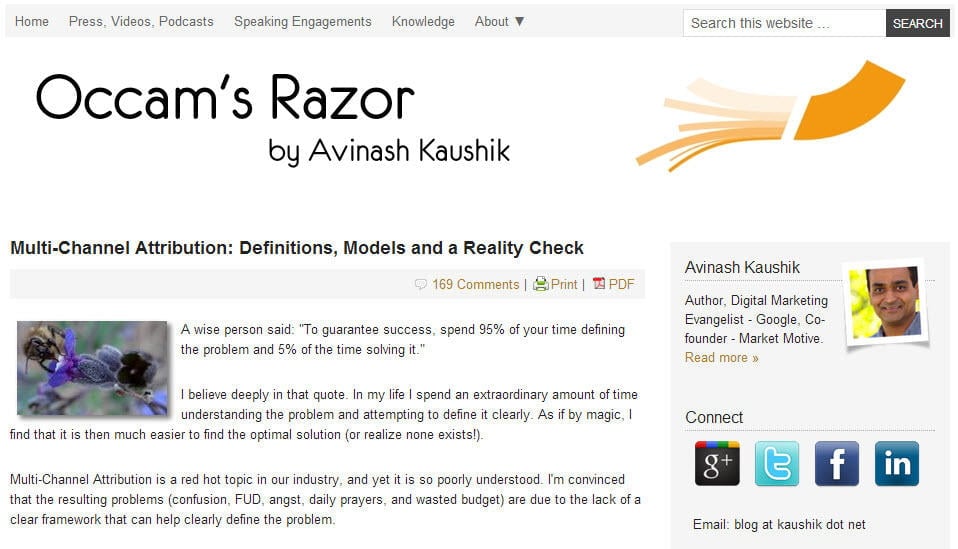 Home Press, Videos, Podcasts Speaking Engagements Knowledge About ▼
Search this website ... SEARCH
Occam's Razor
by Avinash Kaushik
Multi-Channel Attribution: Definitions, Models and a Reality Check
169 Comments | Print | PDF
A wise person said: "To guarantee success, spend 95% of your time defining
the problem and 5% of the time solving it."
I believe deeply in that quote. In my life I spend an extraordinary amount of time
understanding the problem and attempting to define it clearly. As if by magic, I
find that it is then much easier to find the optimal solution (or realize none exists!).
Multi-Channel Attribution is a red hot topic in our industry, and yet it is so poorly understood. I'm convinced
that the resulting problems (confusion, FUD, angst, daily prayers, and wasted budget) are due to the lack of a
clear framework that can help clearly define the problem.
Avinash Kaushik
Author, Digital Marketing
Evangelist - Google, Co-
founder - Market Motive.
Read more »
Connect
g+ t f in
Email: blog at kaushik dot net